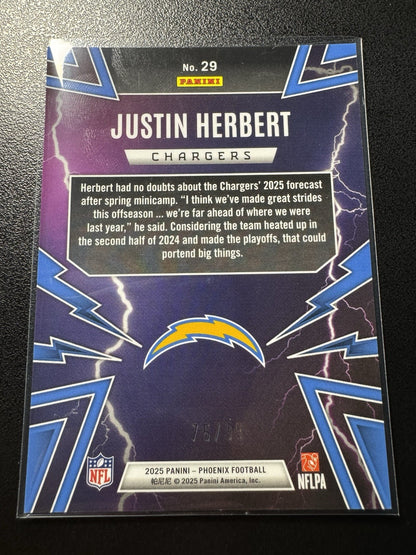 No. 29
PANINI
JUSTIN HERBERT
CHARGERS
Herbert had no doubts about the Chargers' 2025 forecast
after spring minicamp. “I think we've made great strides
this offseason ... we're far ahead of where we were
last year,” he said. Considering the team heated up in
the second half of 2024 and made the playoffs, that could
portend big things.
NFL
2025 PANINI – PHOENIX FOOTBALL
帕尼尼 © 2025 Panini America, Inc.
NFLPA